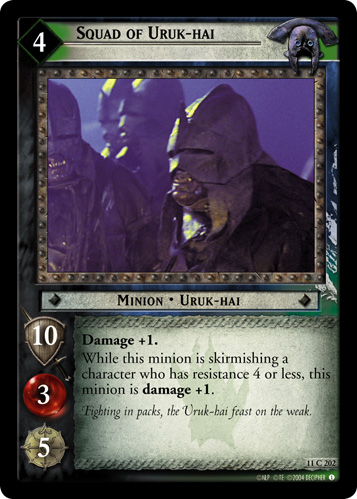 4
Squad of Uruk-hai
Minion • Uruk-hai
10
3
5
Damage +1.
While this minion is skirmishing a
character who has resistance 4 or less, this
minion is damage +1.
Fighting in packs, the Uruk-hai feast on the weak.
11 C 202
©NLP ©TE ©2004 DECIPHER